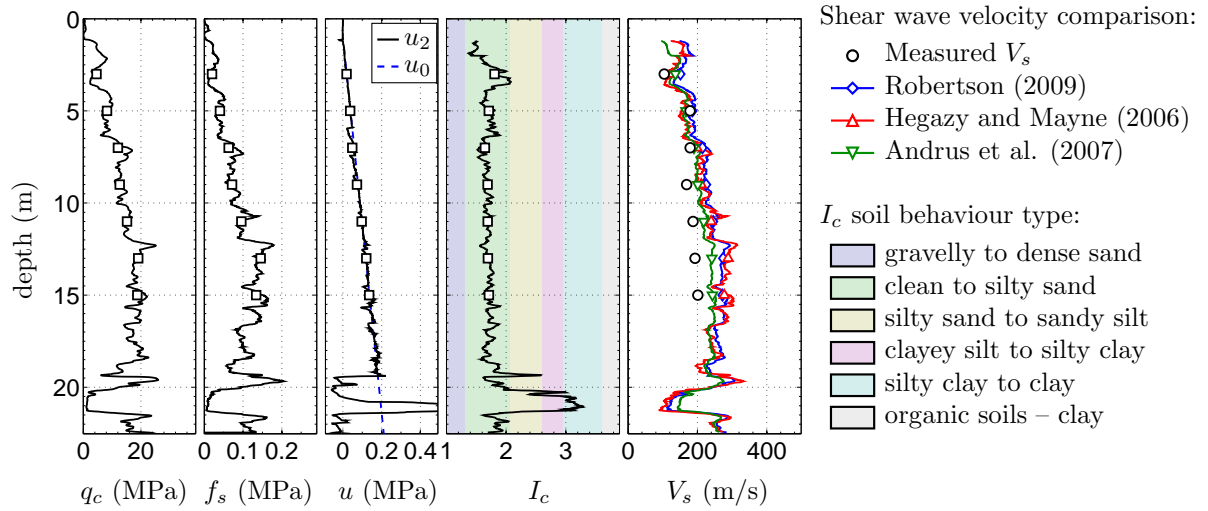 0
5
10
15
20
depth (m)
0 20
q_c (MPa)
0 0.1 0.2
f_s (MPa)
u_2
u_0
0 0.2 0.4
u (MPa)
1 2 3
I_c
0 200 400
V_s (m/s)
Shear wave velocity comparison:
Measured V_s
Robertson (2009)
Hegazy and Mayne (2006)
Andrus et al. (2007)
I_c soil behaviour type:
gravelly to dense sand
clean to silty sand
silty sand to sandy silt
clayey silt to silty clay
silty clay to clay
organic soils – clay